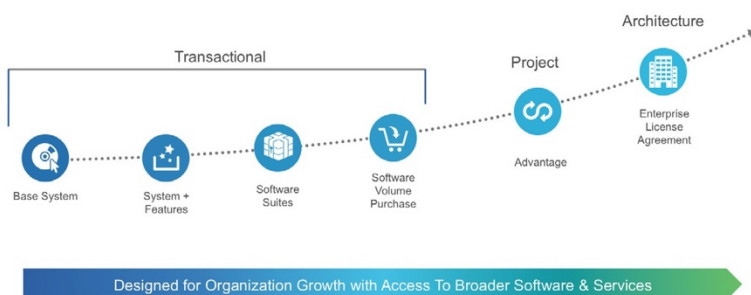 Architecture
Transactional
Project
Base System
System +
Features
Software
Suites
Software
Volume
Purchase
Advantage
Enterprise
License
Agreement
Designed for Organization Growth with Access To Broader Software & Services